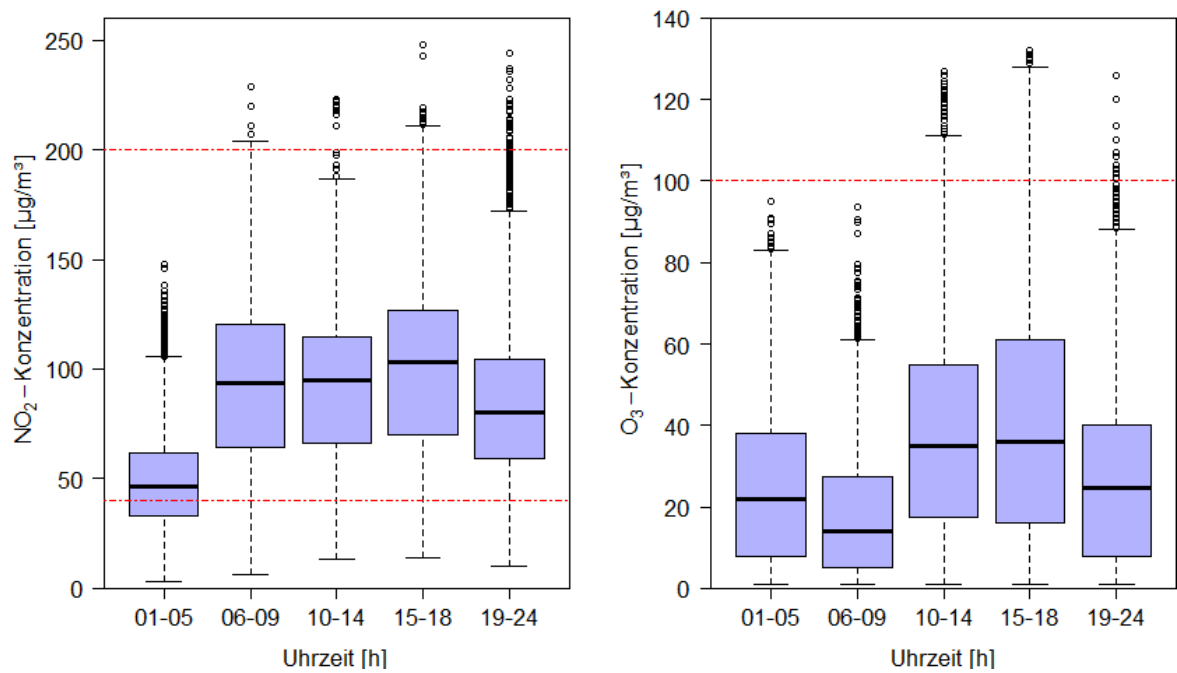 NO₂−Konzentration [µg/m³]
250
200
150
100
50
0
01-05 06-09 10-14 15-18 19-24
Uhrzeit [h]
O₃−Konzentration [µg/m³]
140
120
100
80
60
40
20
0
01-05 06-09 10-14 15-18 19-24
Uhrzeit [h]